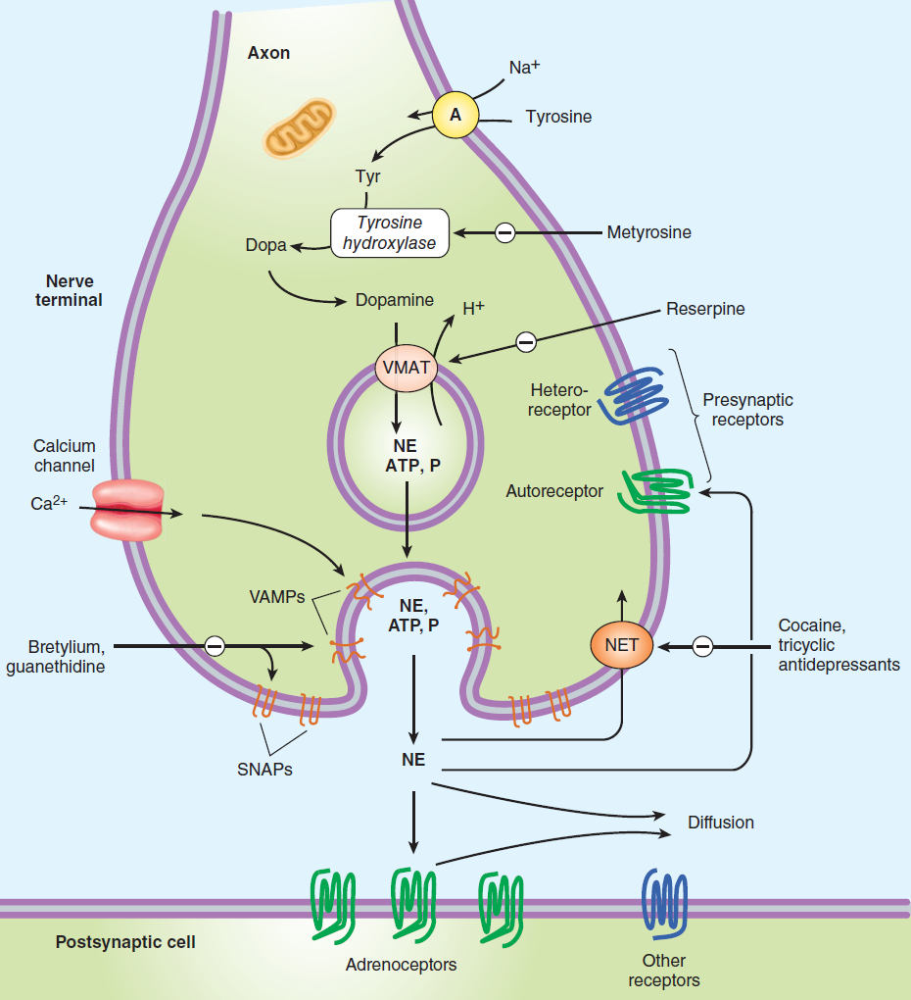 Axon
Na+
A
Tyrosine
Tyr
Tyrosine
hydroxylase
Metyrosine
Dopa
Nerve
terminal
Dopamine
H+
Reserpine
VMAT
Hetero-
receptor
Presynaptic
receptors
NE
ATP, P
Calcium
channel
Autoreceptor
Ca2+
VAMPs
NE,
ATP, P
Bretylium,
guanethidine
NET
Cocaine,
tricyclic
antidepressants
SNAPs
NE
Diffusion
Postsynaptic cell
Adrenoceptors
Other
receptors